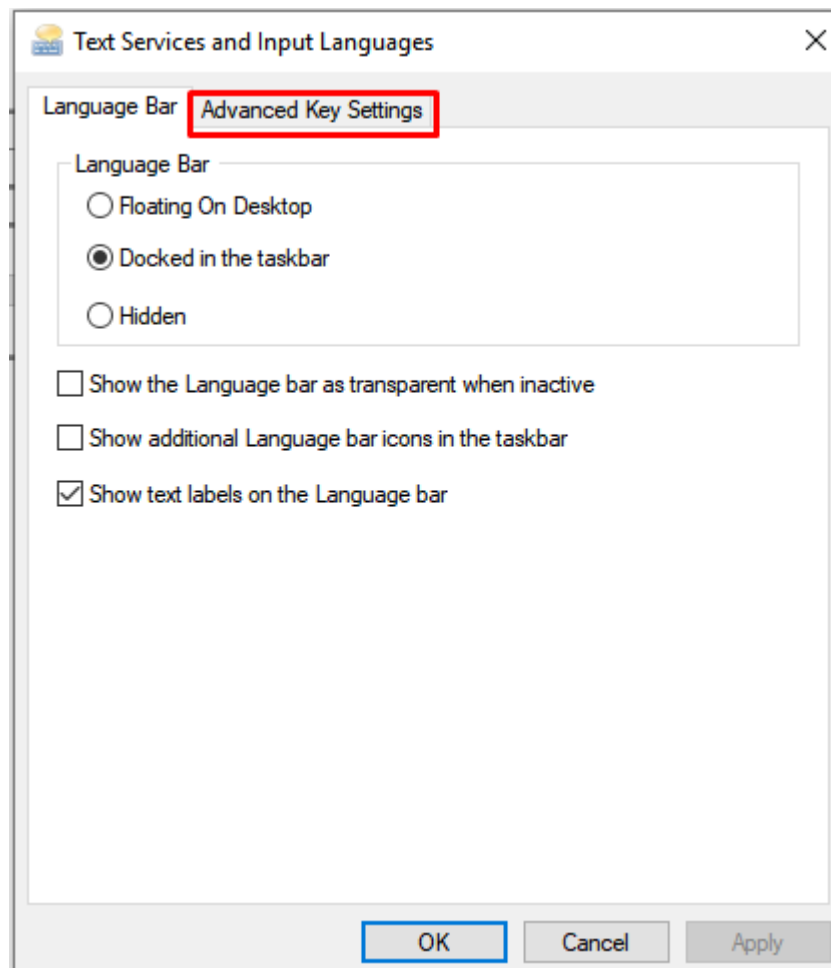 Text Services and Input Languages
Language Bar
Advanced Key Settings
Language Bar
Floating On Desktop
Docked in the taskbar
Hidden
Show the Language bar as transparent when inactive
Show additional Language bar icons in the taskbar
Show text labels on the Language bar
OK
Cancel
Apply